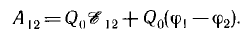 A₁₂ = Q₀ℰ₁₂ + Q₀(φ₁ − φ₂).